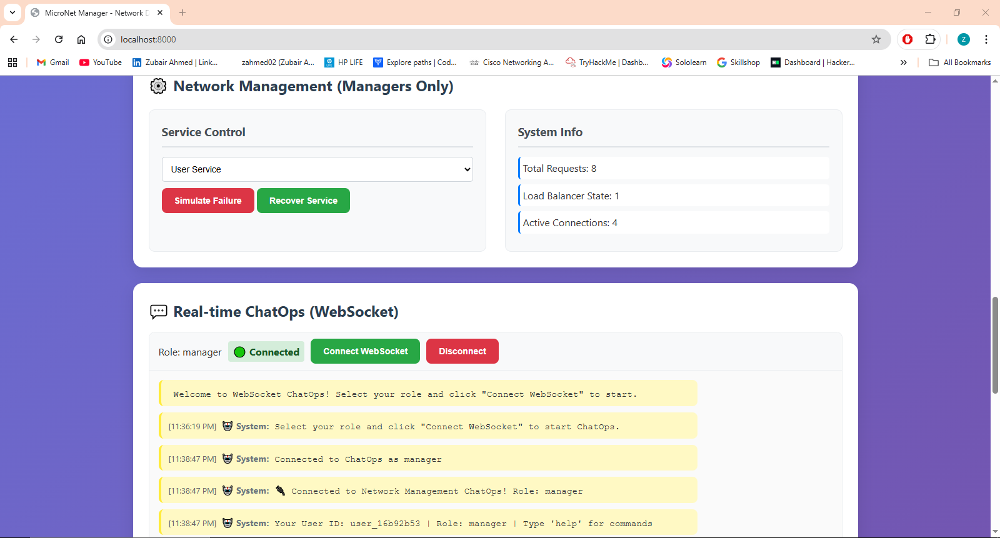 MicroNet Manager - Network D
localhost:8000
Z
Gmail
YouTube
Zubair Ahmed | Link...
zahmed02 (Zubair A...
HP LIFE
Explore paths | Cod...
Cisco Networking A...
TryHackMe | Dashb...
Sololearn
Skillshop
Dashboard | Hacker...
All Bookmarks
Network Management (Managers Only)
Service Control
User Service
Simulate Failure
Recover Service
System Info
Total Requests: 8
Load Balancer State: 1
Active Connections: 4
Real-time ChatOps (WebSocket)
Role: manager
Connected
Connect WebSocket
Disconnect
Welcome to WebSocket ChatOps! Select your role and click "Connect WebSocket" to start.
[11:36:19 PM] System: Select your role and click "Connect WebSocket" to start ChatOps.
[11:38:47 PM] System: Connected to ChatOps as manager
[11:38:47 PM] System: Connected to Network Management ChatOps! Role: manager
[11:38:47 PM] System: Your User ID: user_16b92b53 | Role: manager | Type 'help' for commands